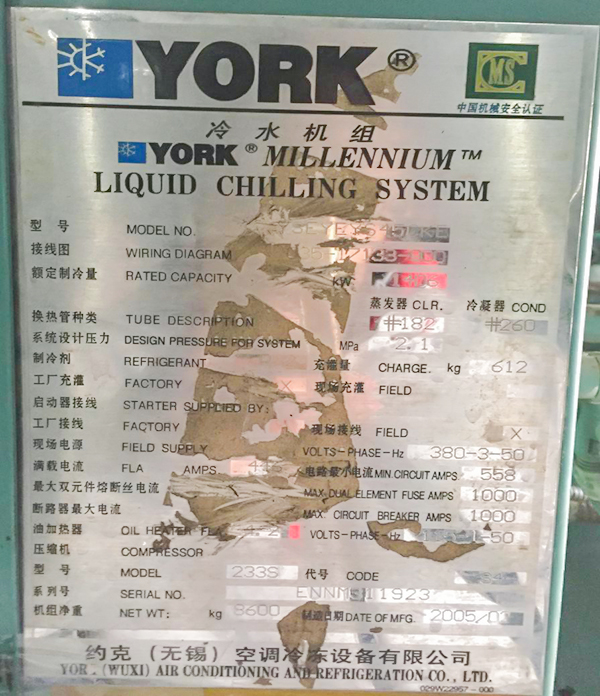 YORK®
CMS
中国机械安全认证
冷水机组
YORK® MILLENNIUM™
LIQUID CHILLING SYSTEM
型号 MODEL NO.
接线图 WIRING DIAGRAM
额定制冷量 RATED CAPACITY kW
蒸发器 CLR. 冷凝器 COND
换热管种类 TUBE DESCRIPTION #182 #260
系统设计压力 DESIGN PRESSURE FOR SYSTEM MPa 2.1
制冷剂 REFRIGERANT 充灌量 CHARGE. kg 612
工厂充灌 FACTORY X 现场充灌 FIELD
启动器接线 STARTER SUPPLIED BY:
工厂接线 FACTORY 现场接线 FIELD X
现场电源 FIELD SUPPLY VOLTS-PHASE-Hz 380-3-50
满载电流 FLA AMPS 电路最小电流 MIN.CIRCUIT AMPS 558
最大双元件熔断丝电流 MAX.DUAL ELEMENT FUSE AMPS 1000
断路器最大电流 MAX. CIRCUIT BREAKER AMPS 1000
油加热器 OIL HEATER VOLTS-PHASE-Hz
压缩机 COMPRESSOR
型号 MODEL 233S 代号 CODE
系列号 SERIAL NO. 11923
机组净重 NET WT: kg 制造日期 DATE OF MFG. 2005/0
约克（无锡）空调冷冻设备有限公司
YOR . (WUXI) AIR CONDITIONING AND REFRIGERATION CO., LTD.